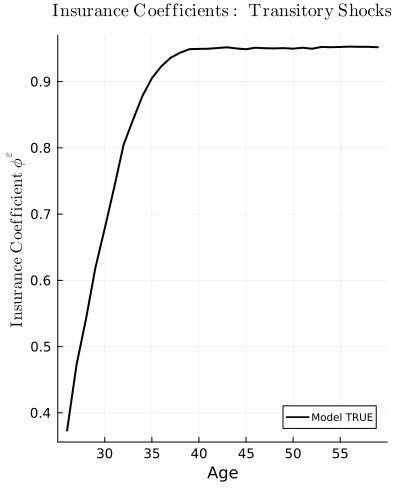 Insurance Coefficients : Transitory Shocks
Insurance Coefficient ϕ^ε
0.9
0.8
0.7
0.6
0.5
0.4
Model TRUE
30 35 40 45 50 55
Age